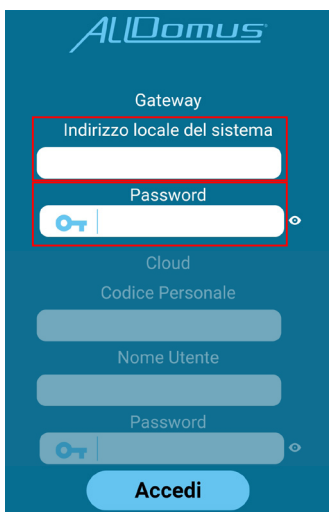 ALLDomus
Gateway
Indirizzo locale del sistema
Password
Cloud
Codice Personale
Nome Utente
Password
Accedi